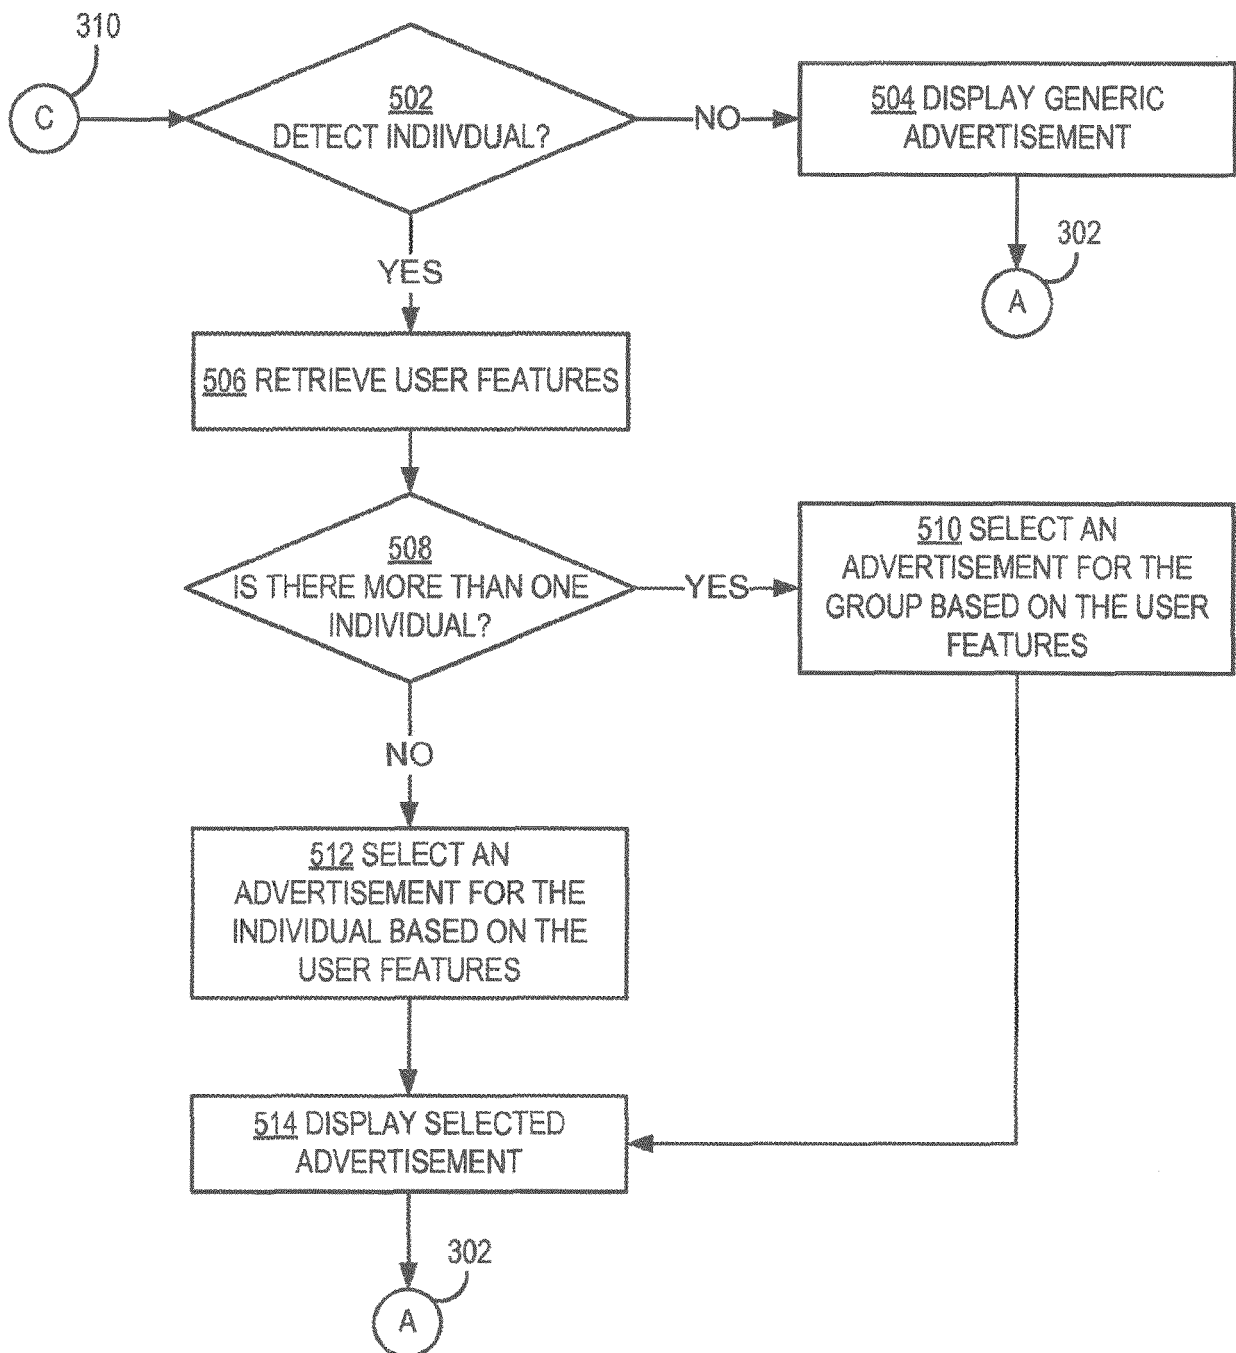 310
C
502
DETECT INDIIVDUAL?
NO
504 DISPLAY GENERIC
ADVERTISEMENT
302
A
YES
506 RETRIEVE USER FEATURES
508
IS THERE MORE THAN ONE
INDIVIDUAL?
YES
510 SELECT AN
ADVERTISEMENT FOR THE
GROUP BASED ON THE USER
FEATURES
NO
512 SELECT AN
ADVERTISEMENT FOR THE
INDIVIDUAL BASED ON THE
USER FEATURES
514 DISPLAY SELECTED
ADVERTISEMENT
302
A